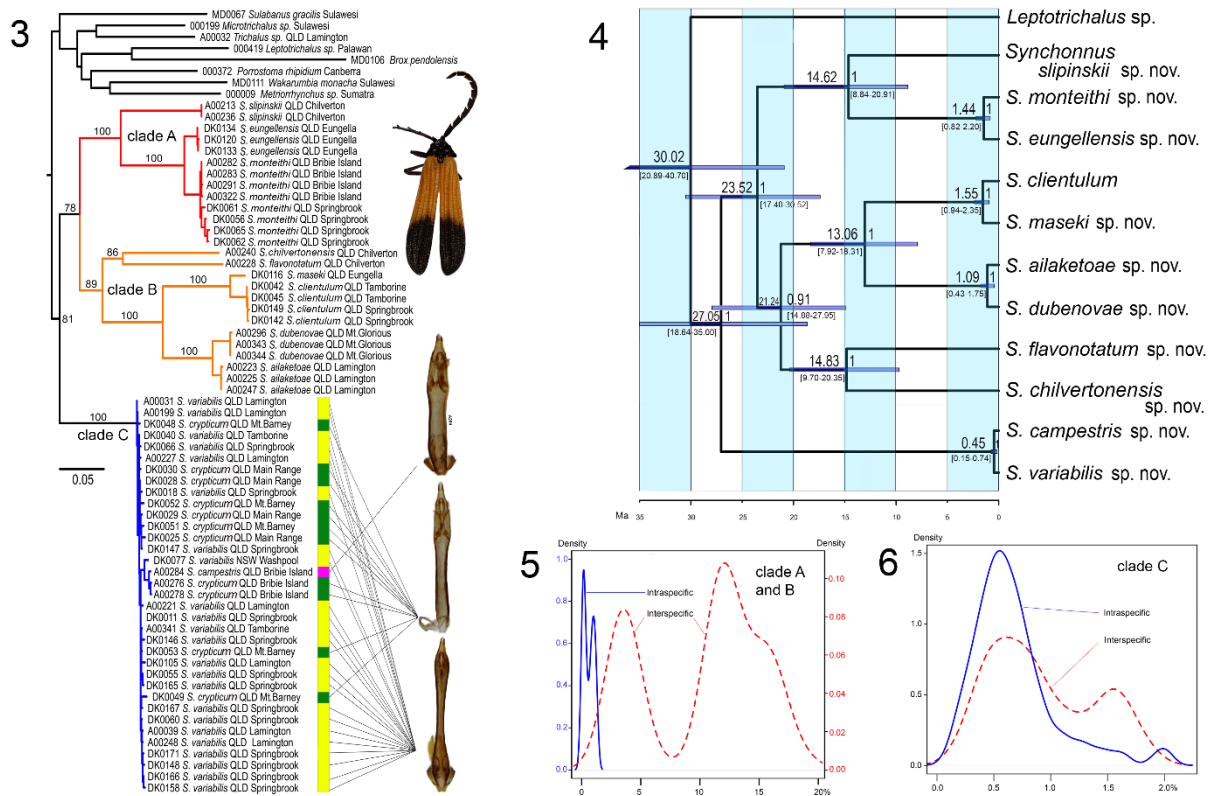 3
MD0067 Sulabanus gracilis Sulawesi
000199 Microtrichalus sp. Sulawesi
A00032 Trichalus sp. QLD Lamington
000419 Leptotrichalus Palawan
MD0106 Brox.pendolensis
000372 Porrostoma rhipidium Canberra
MD0111 Wakarumbia monacha Sulawesi
000009 Metriorrhynchus sp. Sumatra
A00213 S. slipinskii QLD Chilverton
A00236 S. slipinskii QLD Chilverton
DK0134 S. eungellensis QLD Eungella
DK0120 S. eungellensis QLD Eungella
DK0133 S. eungellensis QLD Eungella
A00282 S. monteithi QLD Bribie Island
A00283 S. monteithi QLD Bribie Island
A00291 S. monteithi QLD Bribie Island
A00322 S. monteithi QLD Bribie Island
DK0061 S. monteithi QLD Springbrook
DK0056 S. monteithi QLD Springbrook
DK0065 S. monteithi QLD Springbrook
DK0062 S. monteithi QLD Springbrook
A00240 S. chilvertonensis QLD Chilverton
A00228 S. flavonotatum QLD Chilverton
DK0116 S. maseki QLD Eungella
DK0042 S. clientulum QLD Tamborine
DK0045 S. clientulum QLD Tamborine
DK0149 S. clientulum QLD Springbrook
DK0142 S. clientulum QLD Springbrook
A00296 S. dubenovae QLD Mt.Glorious
A00343 S. dubenovae QLD Mt.Glorious
A00344 S. dubenovae QLD Mt.Glorious
A00223 S. ailaketoae QLD Lamington
A00225 S. ailaketoae QLD Lamington
A00247 S. ailaketoae QLD Lamington
A00031 S. variabilis QLD Lamington
A00199 S. variabilis QLD Lamington
DK0048 S. crypticum QLD Mt.Barney
DK0040 S. variabilis QLD Tamborine
DK0066 S. variabilis QLD Springbrook
A00227 S. variabilis QLD Lamington
DK0030 S. crypticum QLD Main Range
DK0028 S. crypticum QLD Main Range
DK0018 S. variabilis QLD Springbrook
DK0052 S. crypticum QLD Mt.Barney
DK0029 S. crypticum QLD Main Range
DK0051 S. crypticum QLD Mt.Barney
DK0025 S. crypticum QLD Main Range
DK0147 S. variabilis QLD Springbrook
DK0077 S. variabilis NSW Washpool
A00284 S. campestris QLD Bribie Island
A00276 S. crypticum QLD Bribie Island
A00278 S. crypticum QLD Bribie Island
A00221 S. variabilis QLD Lamington
DK0011 S. variabilis QLD Springbrook
A00341 S. variabilis QLD Tamborine
DK0146 S. variabilis QLD Springbrook
DK0053 S. crypticum QLD Mt.Barney
DK0105 S. variabilis QLD Lamington
DK0055 S. variabilis QLD Springbrook
DK0165 S. variabilis QLD Springbrook
DK0049 S. crypticum QLD Mt.Barney
DK0167 S. variabilis QLD Springbrook
DK0060 S. variabilis QLD Springbrook
A00039 S. variabilis QLD Lamington
A00248 S. variabilis QLD Lamington
DK0171 S. variabilis QLD Springbrook
DK0148 S. variabilis QLD Springbrook
DK0166 S. variabilis QLD Springbrook
DK0158 S. variabilis QLD Springbrook
100
clade A
100
78
86
89
clade B
100
100
81
100
clade C
0.05
4
Leptotrichalus sp.
Synchonnus
slipinskii sp. nov.
S. monteithi sp. nov.
S. eungellensis sp. nov.
S. clientulum
S. maseki sp. nov.
S. ailaketoae sp. nov.
S. dubenovae sp. nov.
S. flavonotatum sp. nov.
S. chilvertonensis
sp. nov.
S. campestris sp. nov.
S. variabilis sp. nov.
14.62 1
[8.84-20.91]
1.44 1
[0.82 2.20]
30.02
[20.89-40.70]
23.52 1
[17.40-30.52]
1.55 1
[0.94-2.35]
13.06 1
[7.92-18.31]
1.09 1
[0.43 1.75]
21.24 0.91
[14.88-27.95]
27.05 1
[18.64-35.00]
14.83 1
[9.70-20.35]
0.45 1
[0.15-0.74]
Ma 35 25 20 15 10 5 0
5
Density
Density
1.0
0.8
0.6
0.4
0.2
0.0
0.10
0.08
0.06
0.04
0.02
0.00
clade A
and B
Intraspecific
Interspecific
0 5 10 15 20%
6
Density
1.5
1.0
0.5
0.0
clade C
Intraspecific
Interspecific
0.0 0.5 1.0 1.5 2.0%